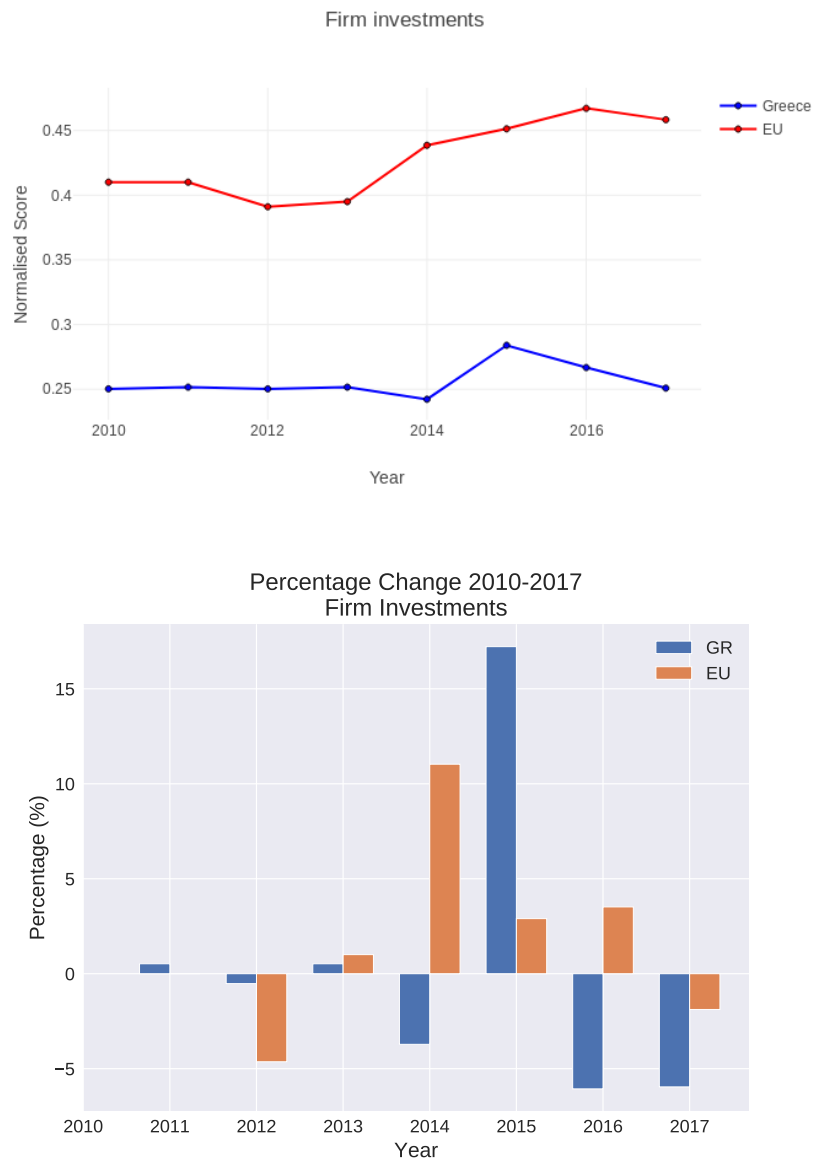 Firm investments
Greece
EU
0.45
0.4
0.35
0.3
0.25
Normalised Score
2010 2012 2014 2016
Year
Percentage Change 2010-2017
Firm Investments
GR
EU
15
10
5
0
−5
Percentage (%)
2010 2011 2012 2013 2014 2015 2016 2017
Year